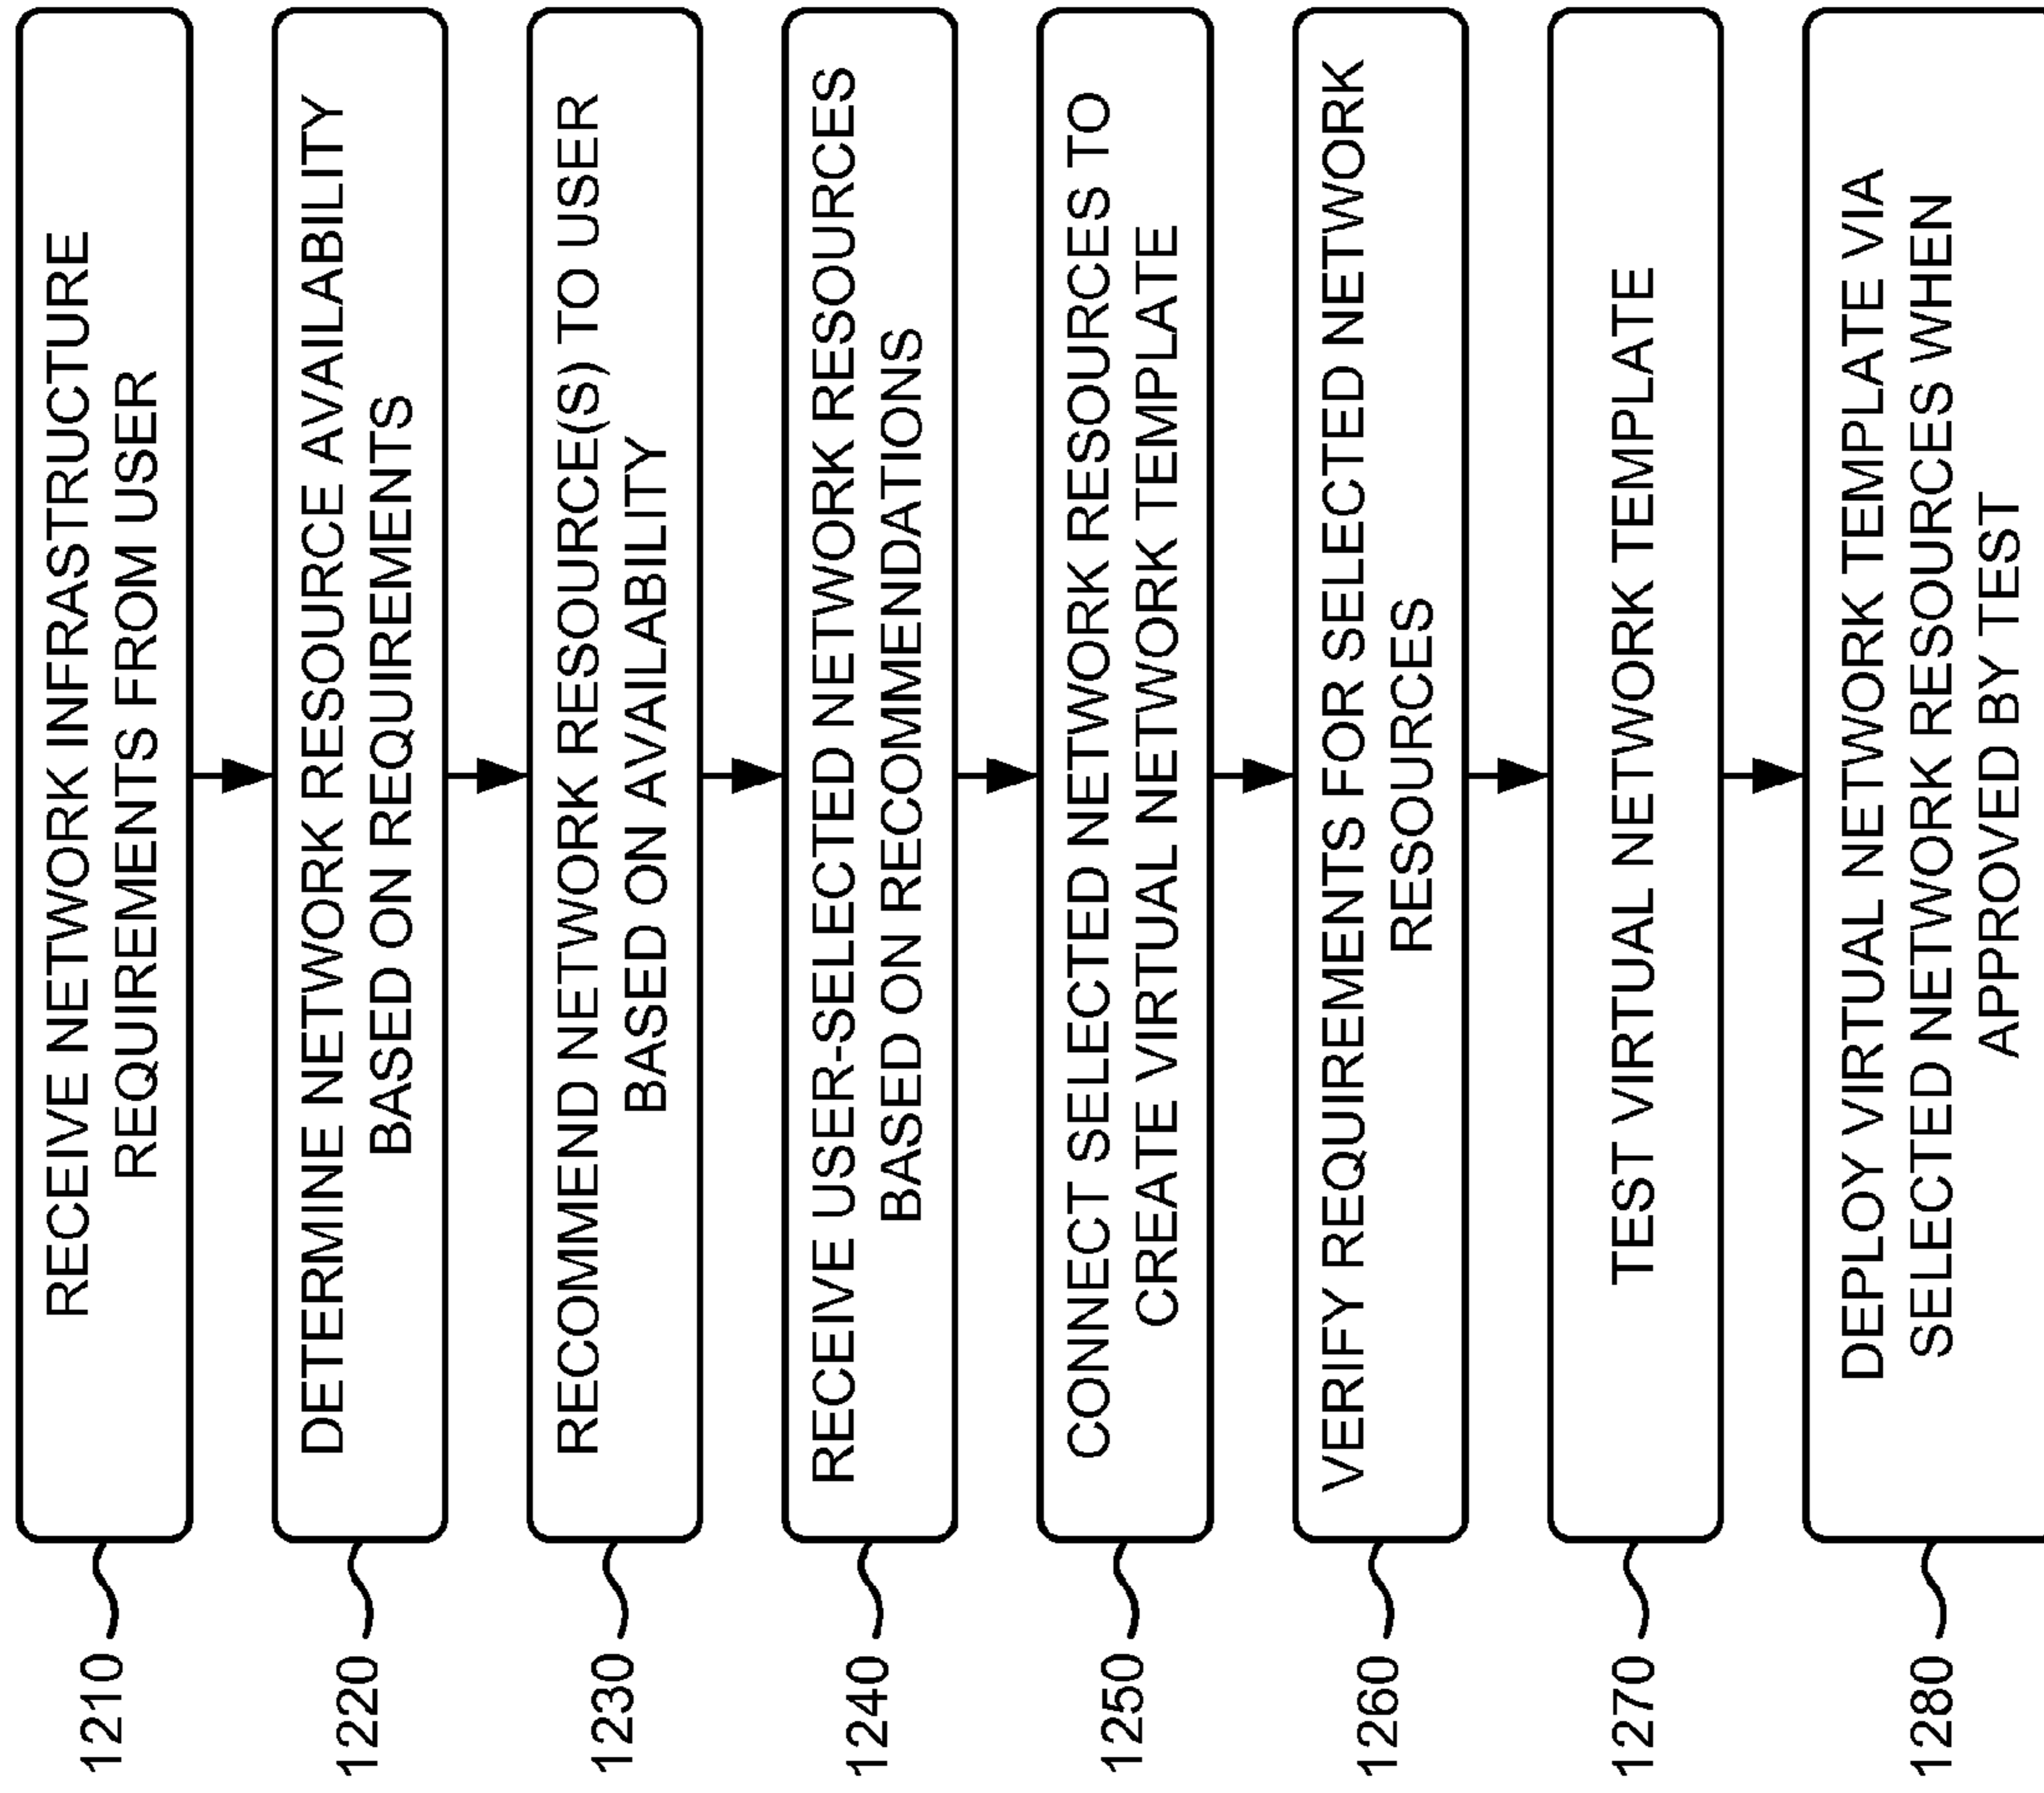 1210
RECEIVE NETWORK INFRASTRUCTURE
REQUIREMENTS FROM USER
1220
DETERMINE NETWORK RESOURCE AVAILABILITY
BASED ON REQUIREMENTS
1230
RECOMMEND NETWORK RESOURCE(S) TO USER
BASED ON AVAILABILITY
1240
RECEIVE USER-SELECTED NETWORK RESOURCES
BASED ON RECOMMENDATIONS
1250
CONNECT SELECTED NETWORK RESOURCES TO
CREATE VIRTUAL NETWORK TEMPLATE
1260
VERIFY REQUIREMENTS FOR SELECTED NETWORK
RESOURCES
1270
TEST VIRTUAL NETWORK TEMPLATE
1280
DEPLOY VIRTUAL NETWORK TEMPLATE VIA
SELECTED NETWORK RESOURCES WHEN
APPROVED BY TEST